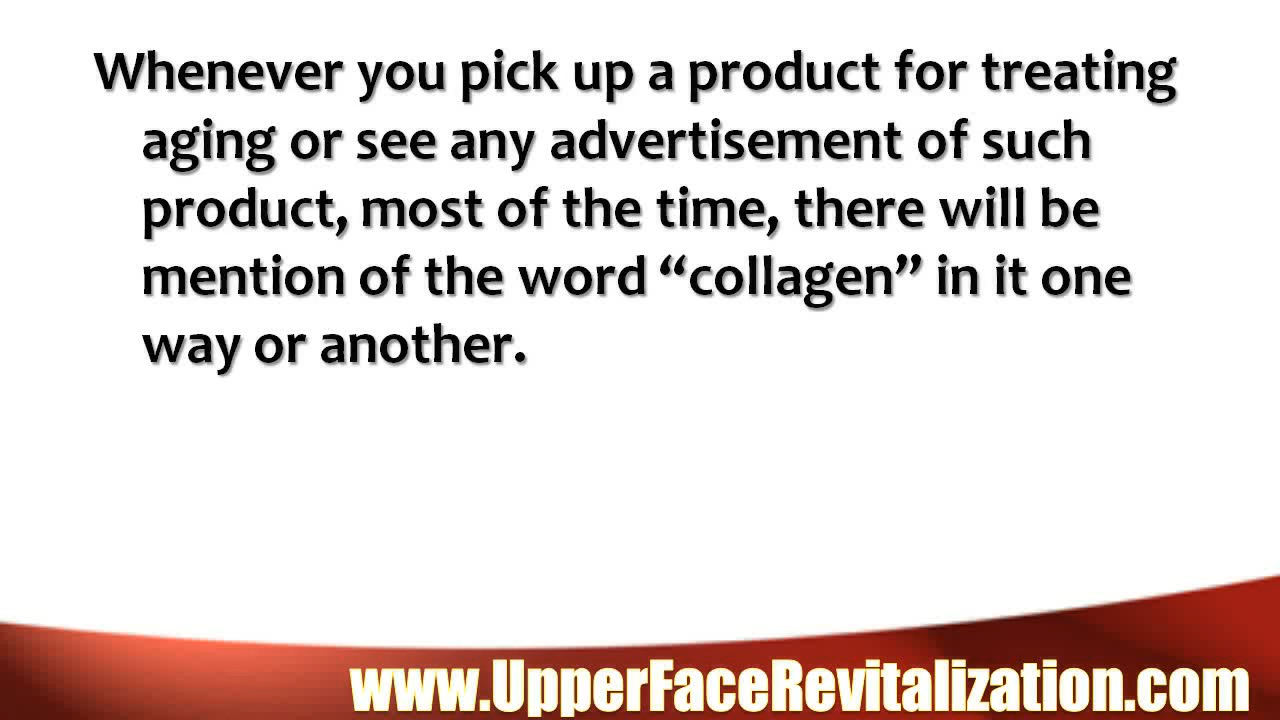 Whenever you pick up a product for treating
aging or see any advertisement of such
product, most of the time, there will be
mention of the word “collagen” in it one
way or another.
www.UpperFaceRevitalization.com